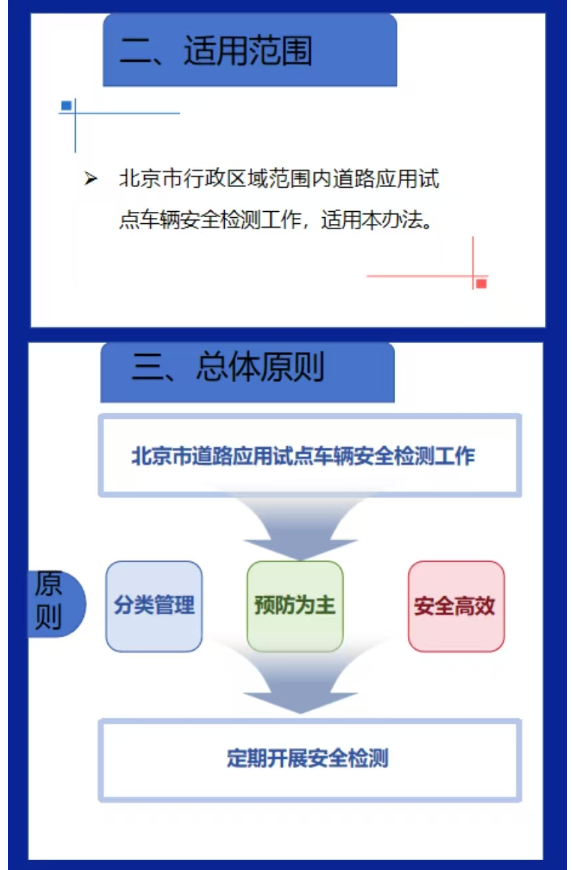 二、适用范围
➢ 北京市行政区域范围内道路应用试
点车辆安全检测工作，适用本办法。
三、总体原则
北京市道路应用试点车辆安全检测工作
原
则
分类管理
预防为主
安全高效
定期开展安全检测